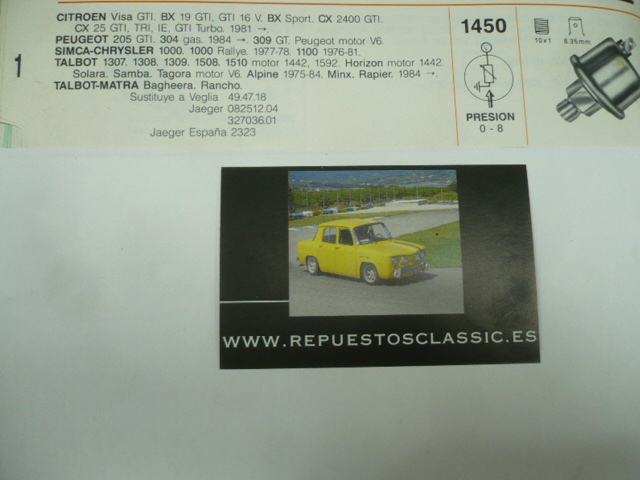 CITROEN Visa GTI. BX 19 GTI, GTI 16 V. BX Sport. CX 2400 GTI.
CX 25 GTI, TRI, IE, GTI Turbo. 1981 →.
PEUGEOT 205 GTI. 304 gas. 1984 →. 309 GT. Peugeot motor V6.
SIMCA-CHRYSLER 1000. 1000 Rallye. 1977-78. 1100 1976-81.
1
TALBOT 1307. 1308. 1309. 1508. 1510 motor 1442, 1592. Horizon motor 1442.
Solara. Samba. Tagora motor V6. Alpine 1975-84. Minx. Rapier. 1984 →.
TALBOT-MATRA Bagheera. Rancho.
Sustituye a Veglia 49.47.18
Jaeger 082512.04
327036.01
Jaeger España 2323
1450
PRESION
0 - 8
10x1
6.35mm
WWW.REPUESTOSCLASSIC.ES